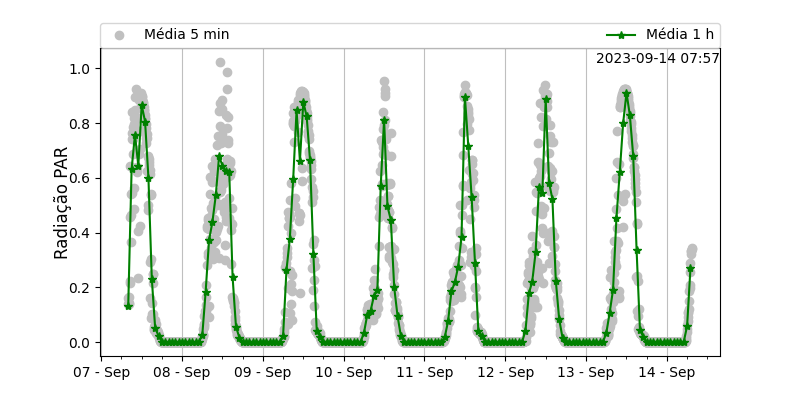 Média 5 min
Média 1 h
2023-09-14 07:57
Radiação PAR
1.0
0.8
0.6
0.4
0.2
0.0
07 - Sep
08 - Sep
09 - Sep
10 - Sep
11 - Sep
12 - Sep
13 - Sep
14 - Sep